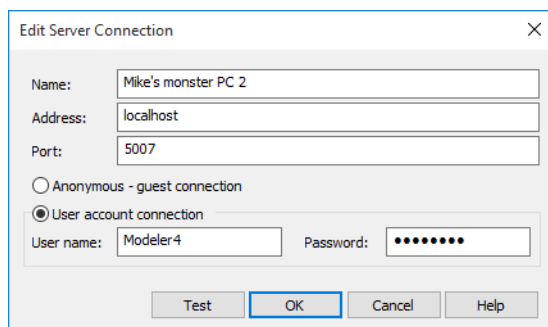 Edit Server Connection
Name: Mike's monster PC 2
Address: localhost
Port: 5007
Anonymous - guest connection
User account connection
User name: Modeler4 Password: ●●●●●●●●
Test OK Cancel Help